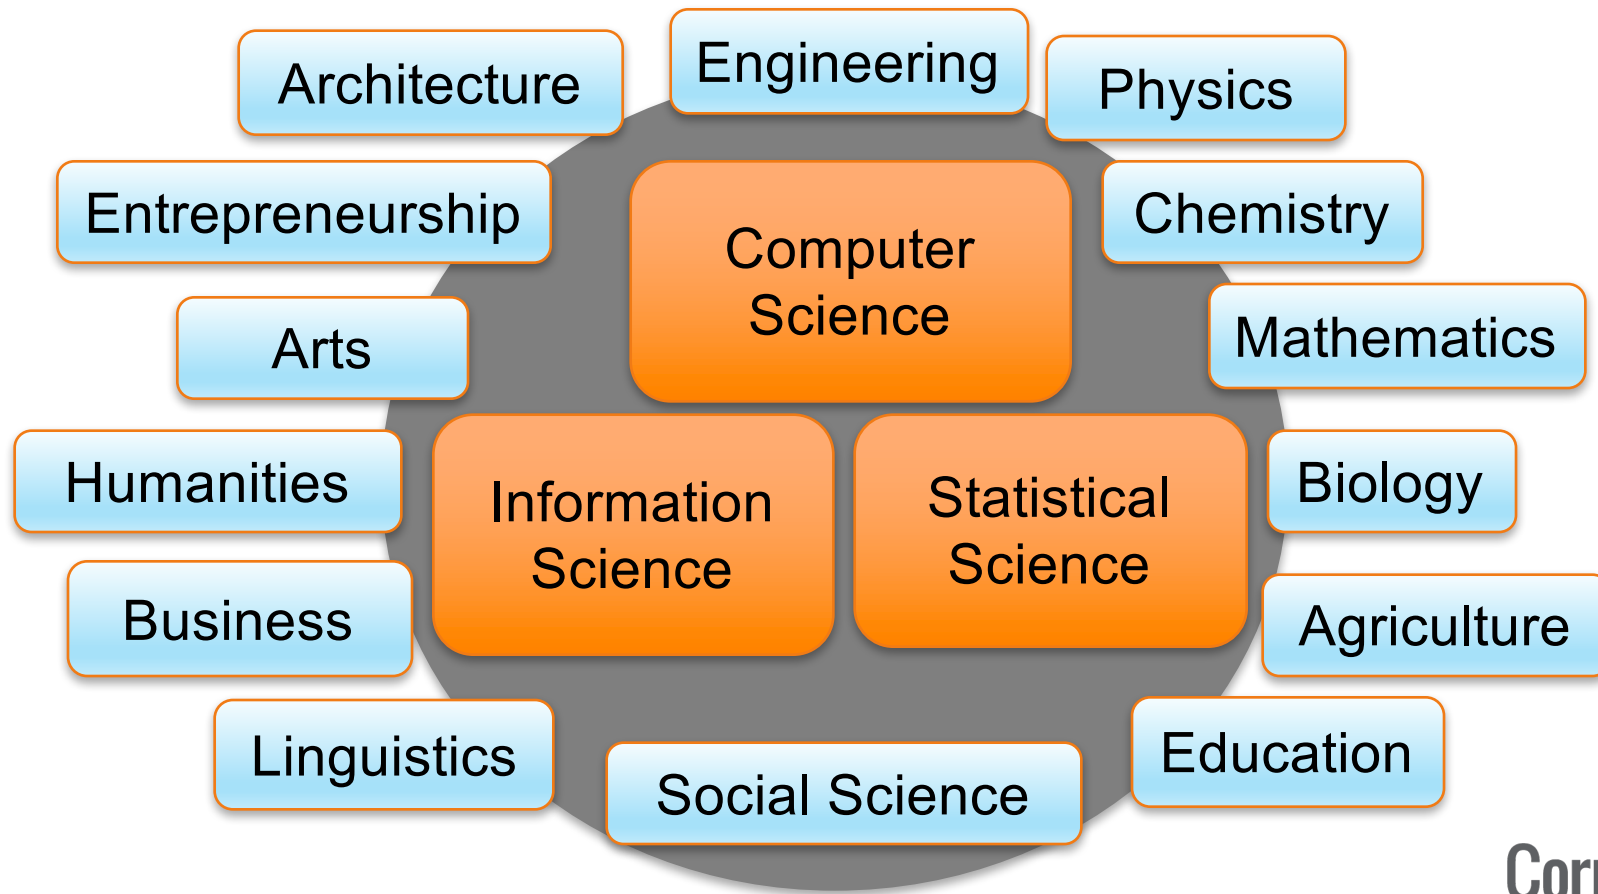 Engineering
Architecture
Physics
Entrepreneurship
Chemistry
Computer
Science
Arts
Mathematics
Humanities
Information
Science
Statistical
Science
Biology
Business
Agriculture
Linguistics
Education
Social Science